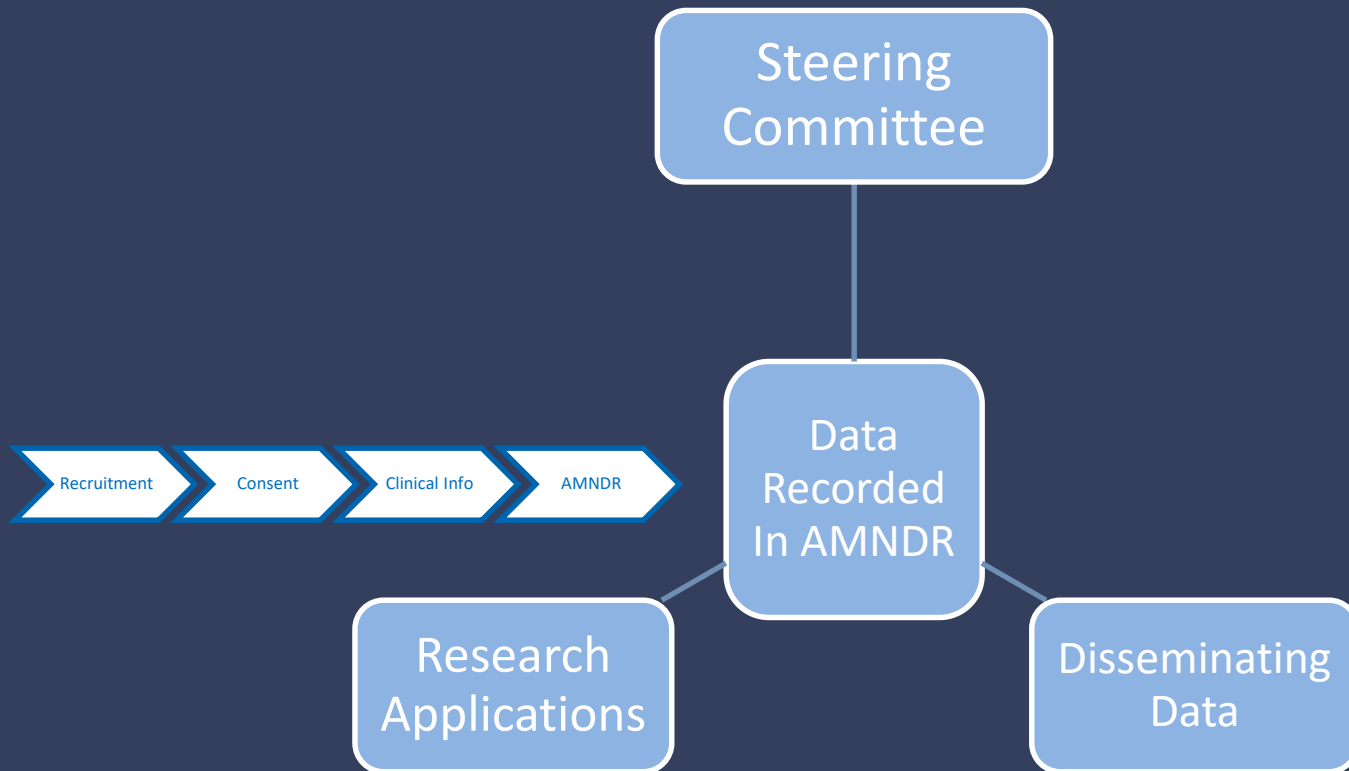 Steering
Committee
Data
Recorded
In AMNDR
Recruitment
Consent
Clinical Info
AMNDR
Research
Applications
Disseminating
Data